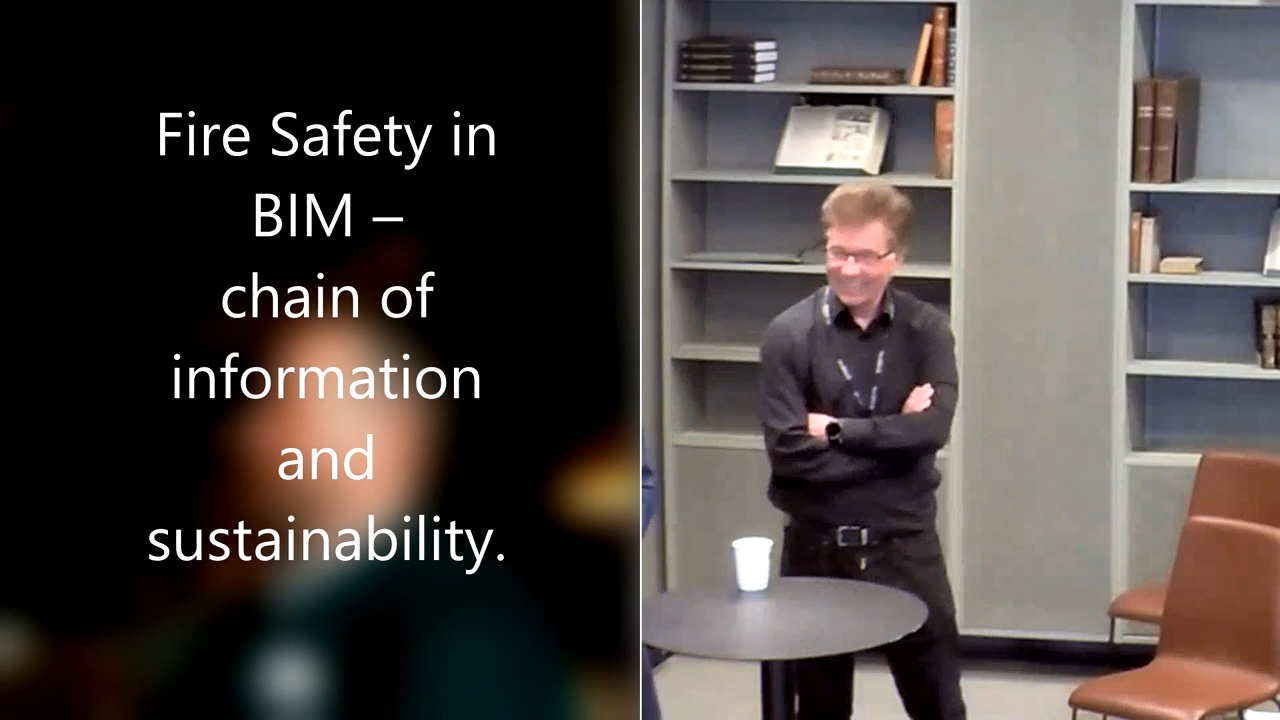 Fire Safety in
BIM –
chain of
information
and
sustainability.